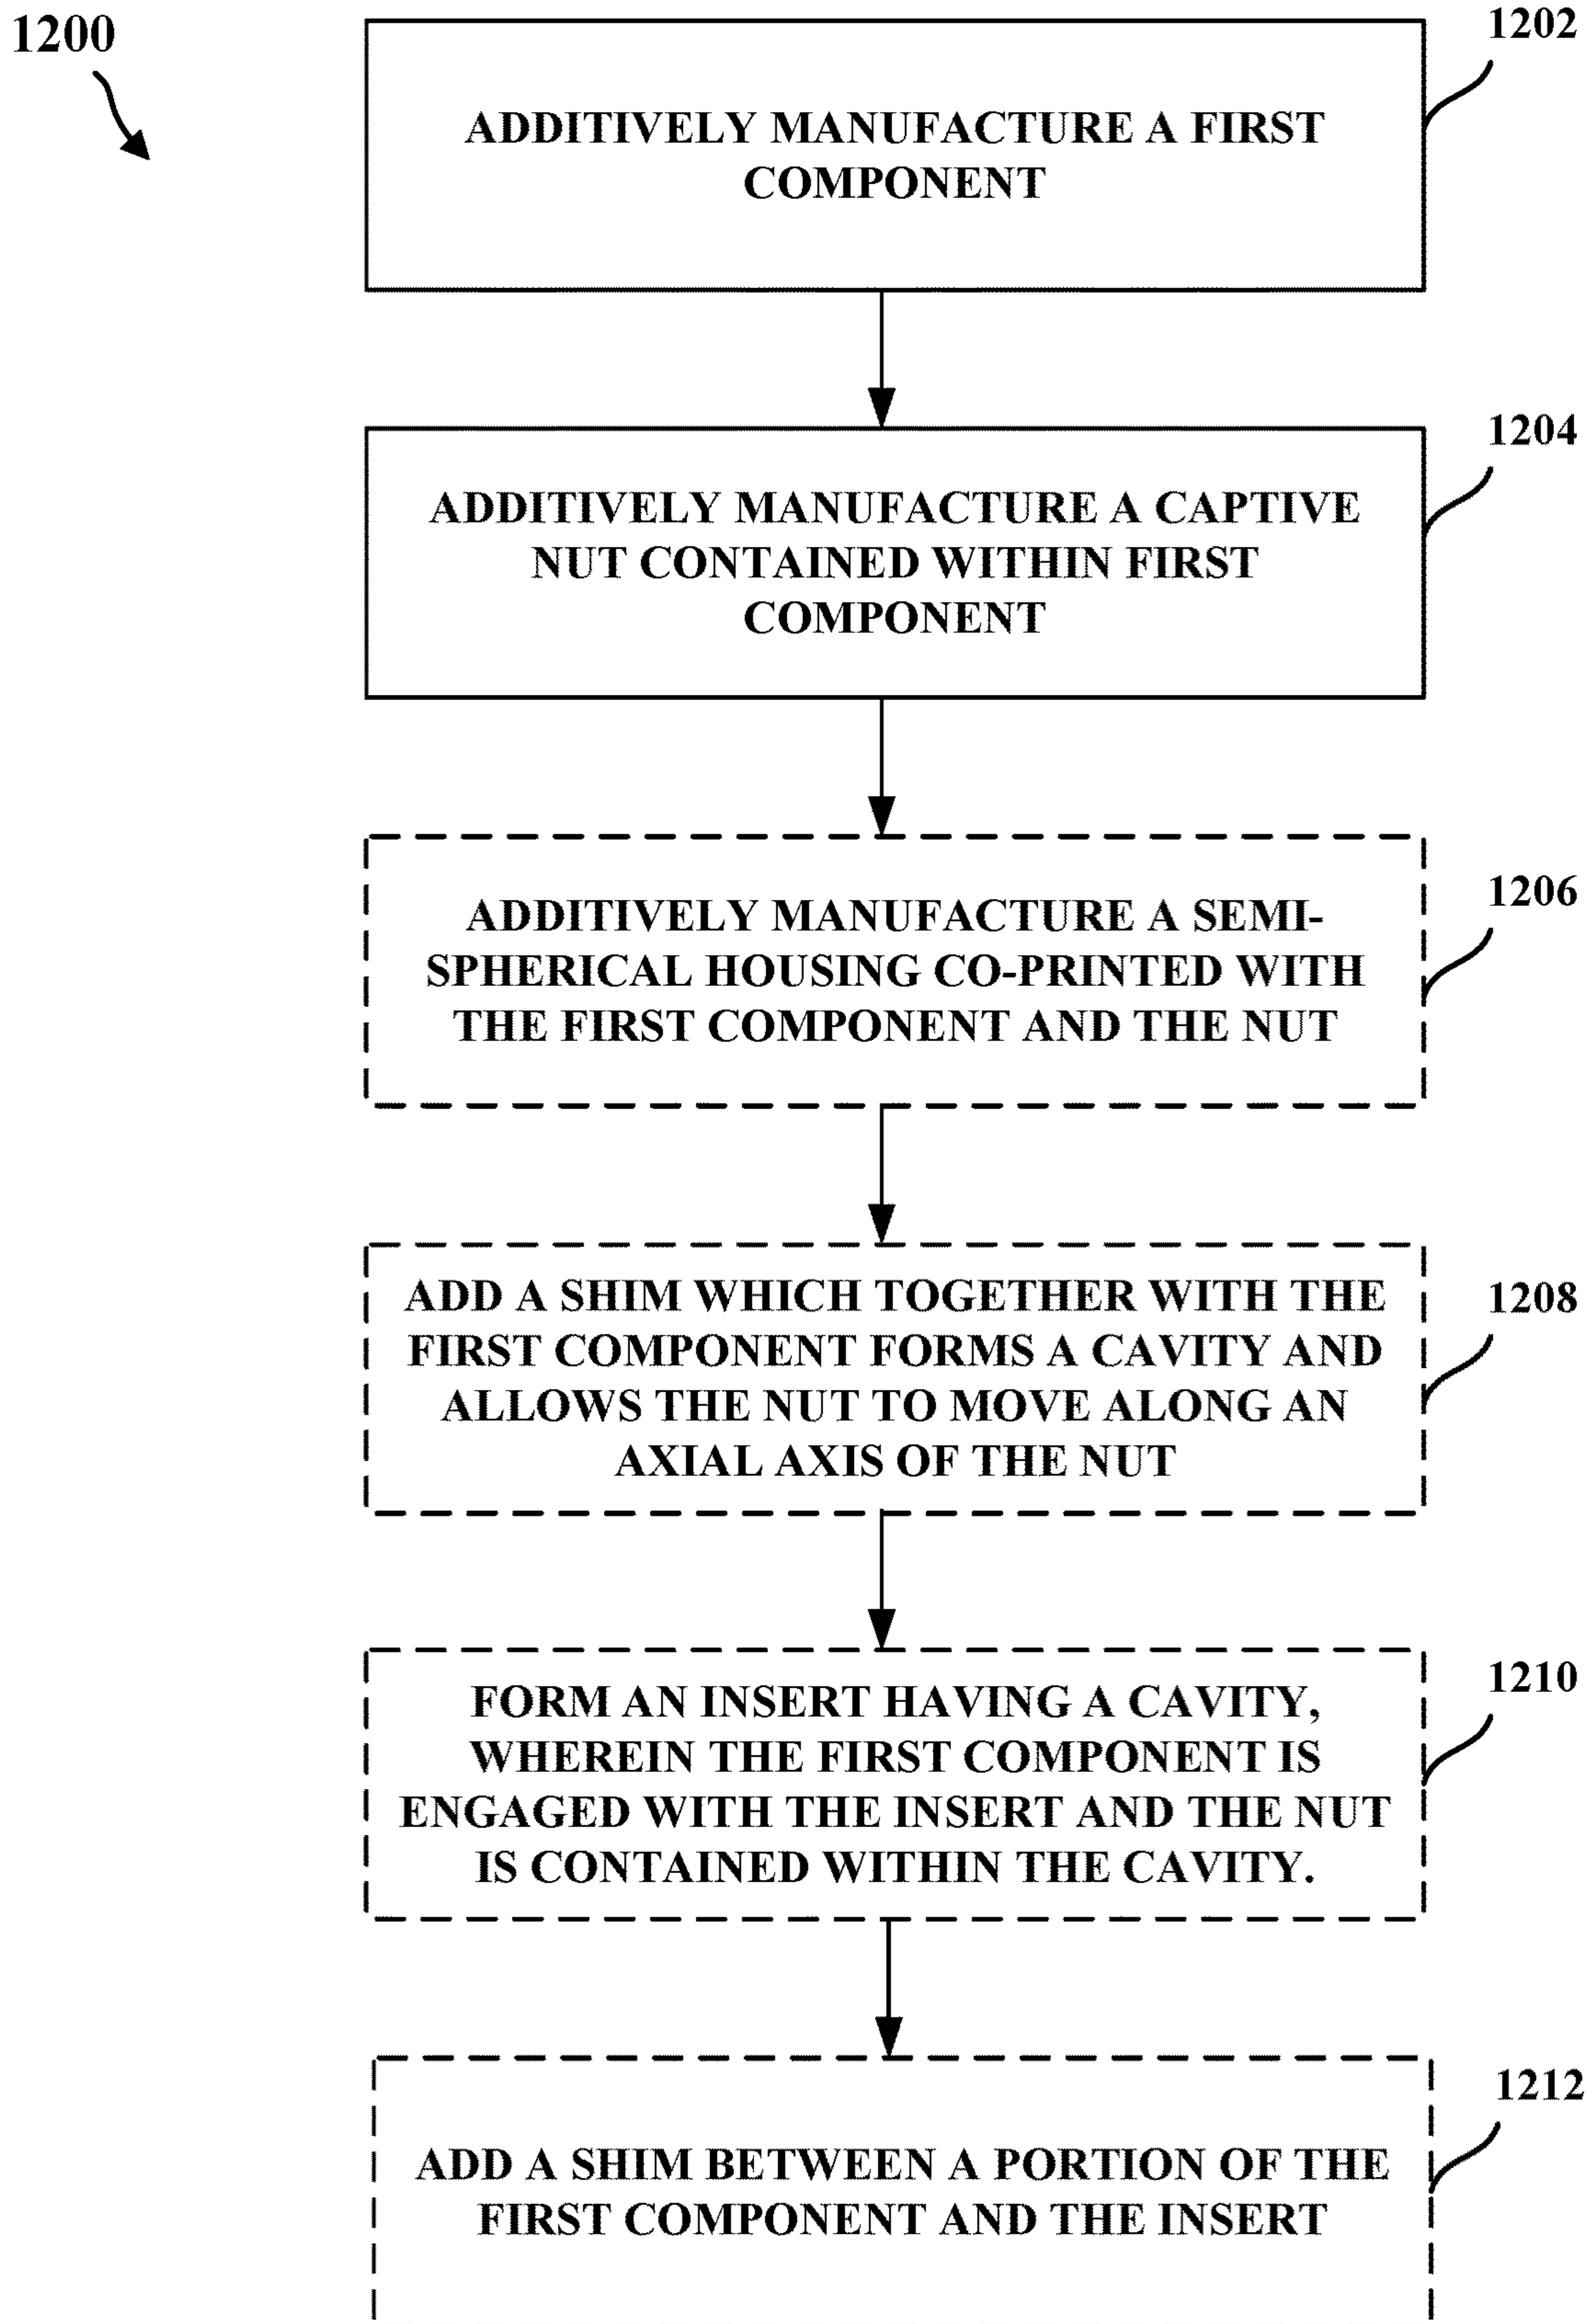 1200
1202
ADDITIVELY MANUFACTURE A FIRST
COMPONENT
1204
ADDITIVELY MANUFACTURE A CAPTIVE
NUT CONTAINED WITHIN FIRST
COMPONENT
1206
ADDITIVELY MANUFACTURE A SEMI-
SPHERICAL HOUSING CO-PRINTED WITH
THE FIRST COMPONENT AND THE NUT
1208
ADD A SHIM WHICH TOGETHER WITH THE
FIRST COMPONENT FORMS A CAVITY AND
ALLOWS THE NUT TO MOVE ALONG AN
AXIAL AXIS OF THE NUT
1210
FORM AN INSERT HAVING A CAVITY,
WHEREIN THE FIRST COMPONENT IS
ENGAGED WITH THE INSERT AND THE NUT
IS CONTAINED WITHIN THE CAVITY.
1212
ADD A SHIM BETWEEN A PORTION OF THE
FIRST COMPONENT AND THE INSERT